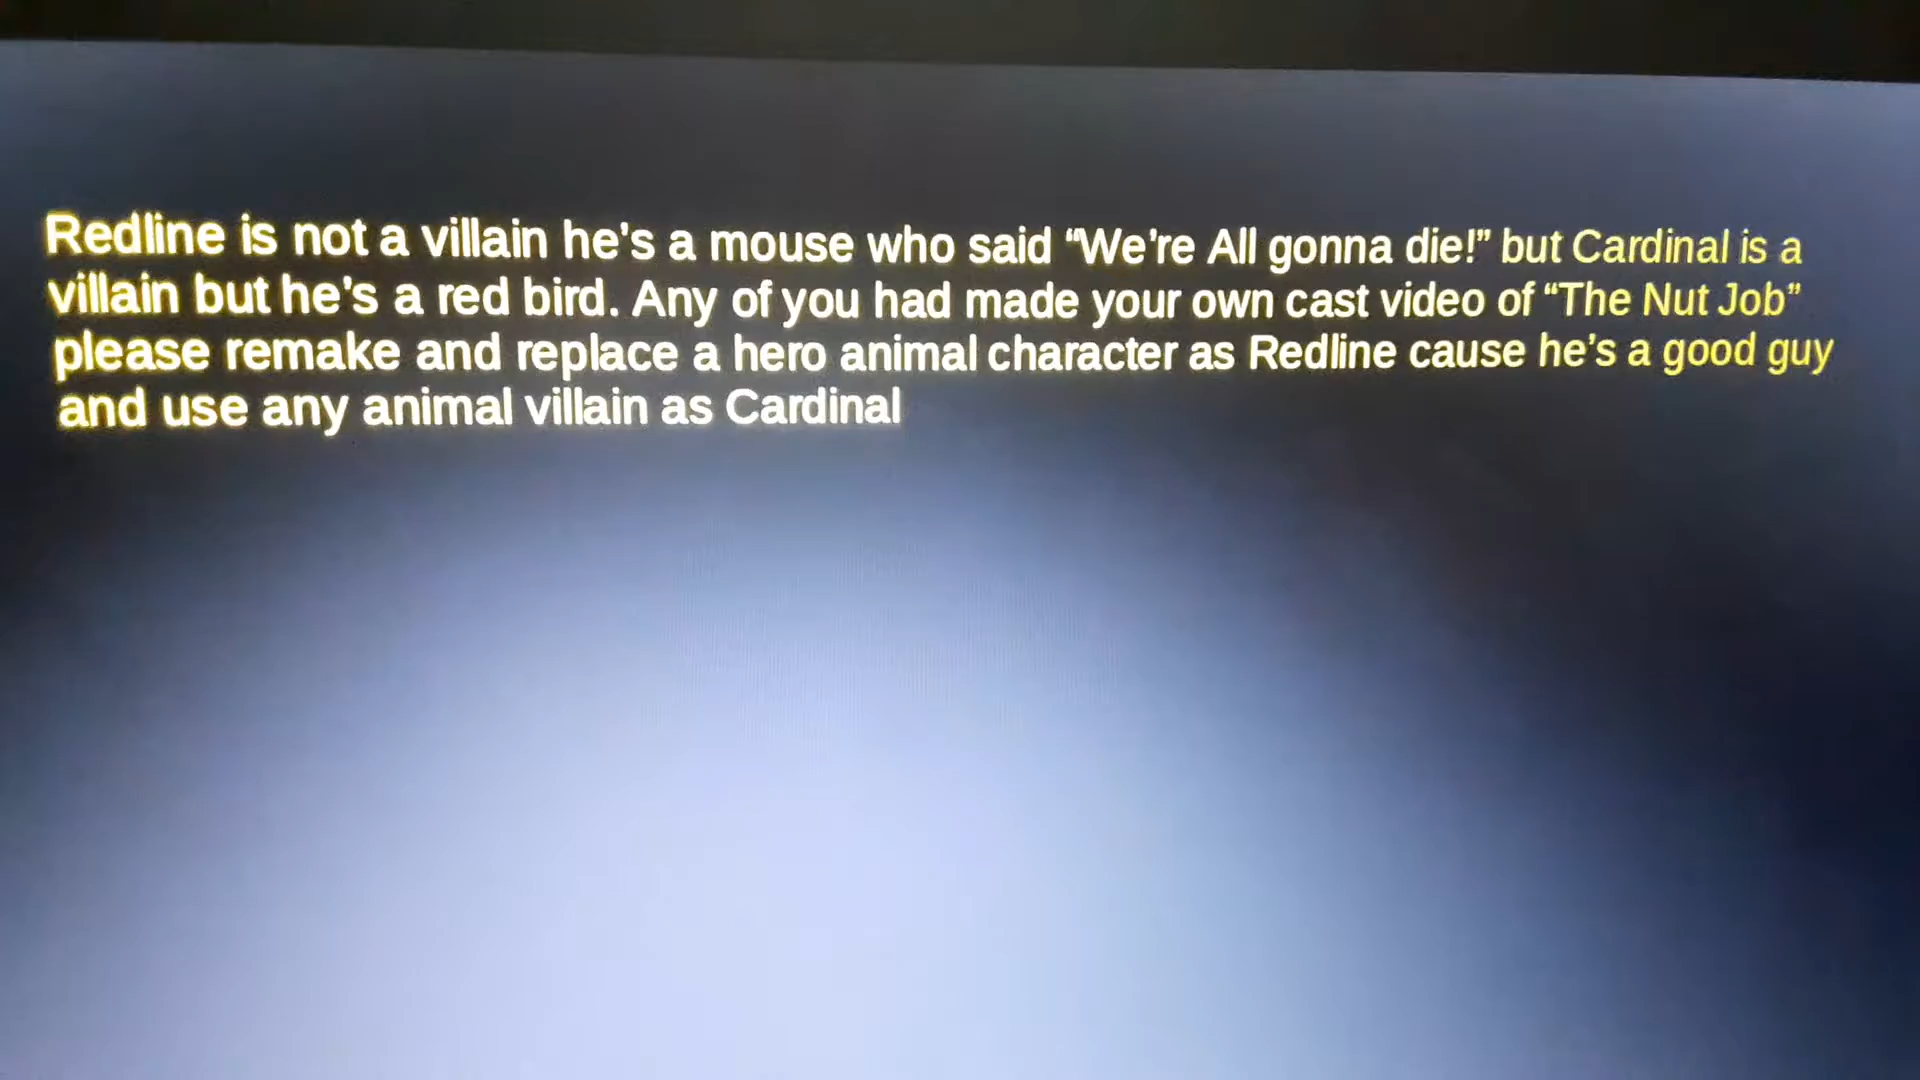 Redline is not a villain he's a mouse who said “We're All gonna die!” but Cardinal is a
villain but he's a red bird. Any of you had made your own cast video of “The Nut Job”
please remake and replace a hero animal character as Redline cause he's a good guy
and use any animal villain as Cardinal